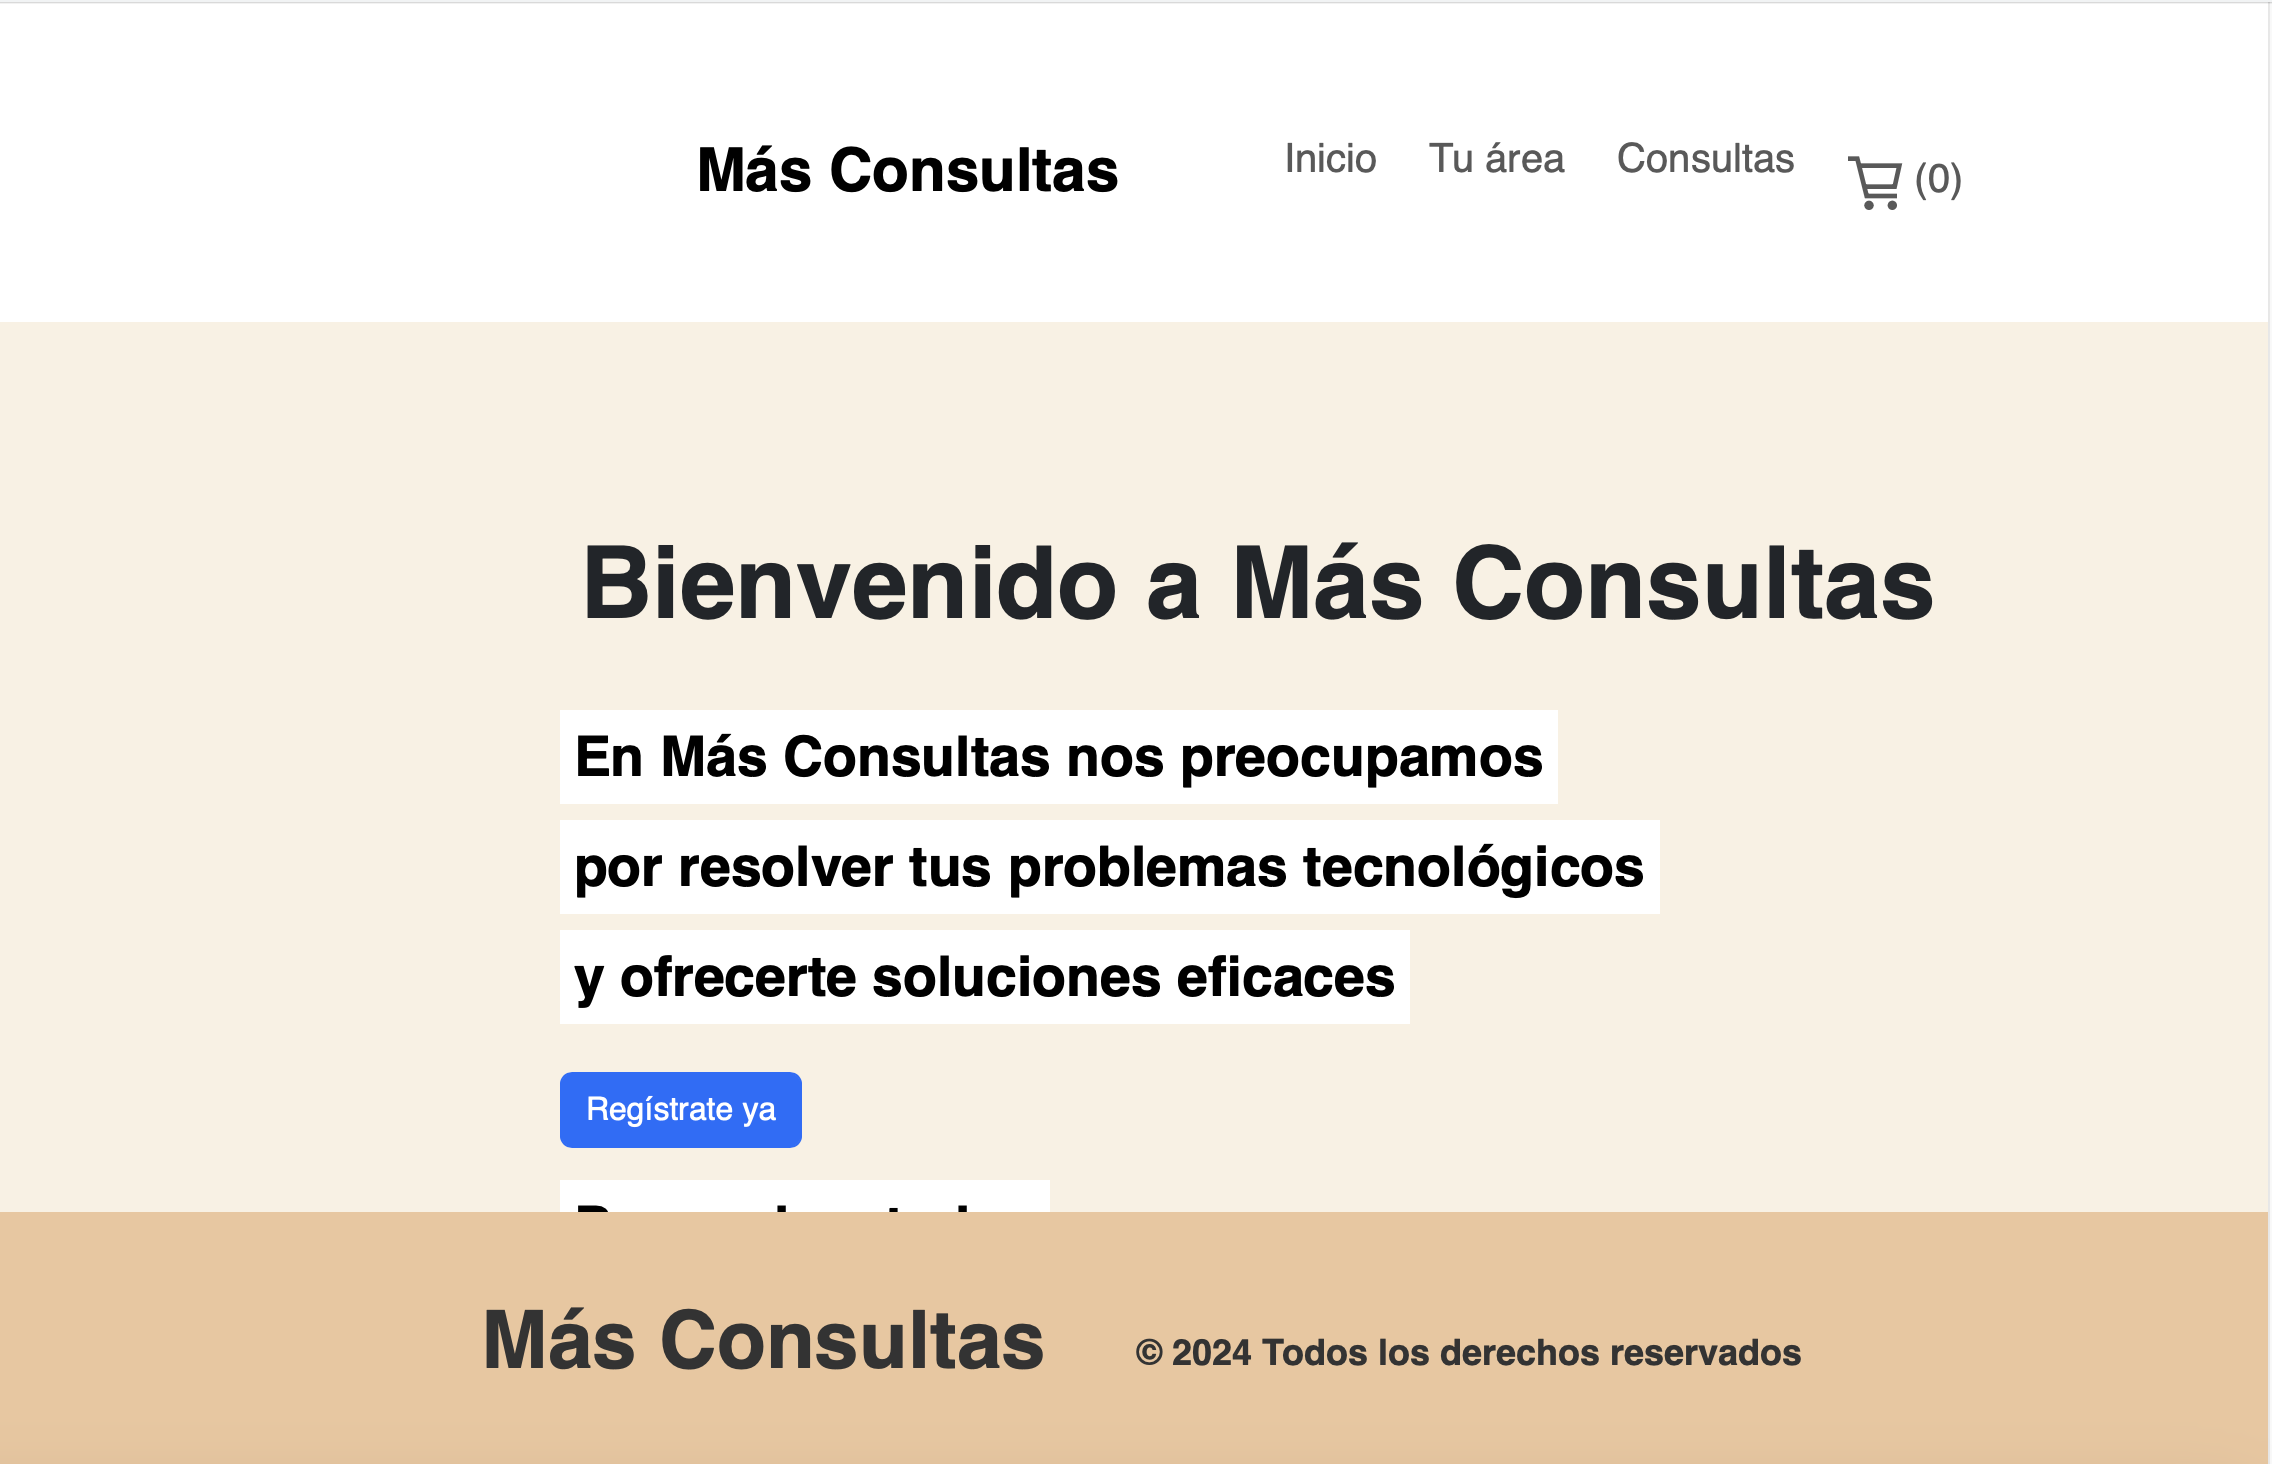 Más Consultas
Inicio Tu área Consultas (0)
Bienvenido a Más Consultas
En Más Consultas nos preocupamos
por resolver tus problemas tecnológicos
y ofrecerte soluciones eficaces
Regístrate ya
Más Consultas © 2024 Todos los derechos reservados